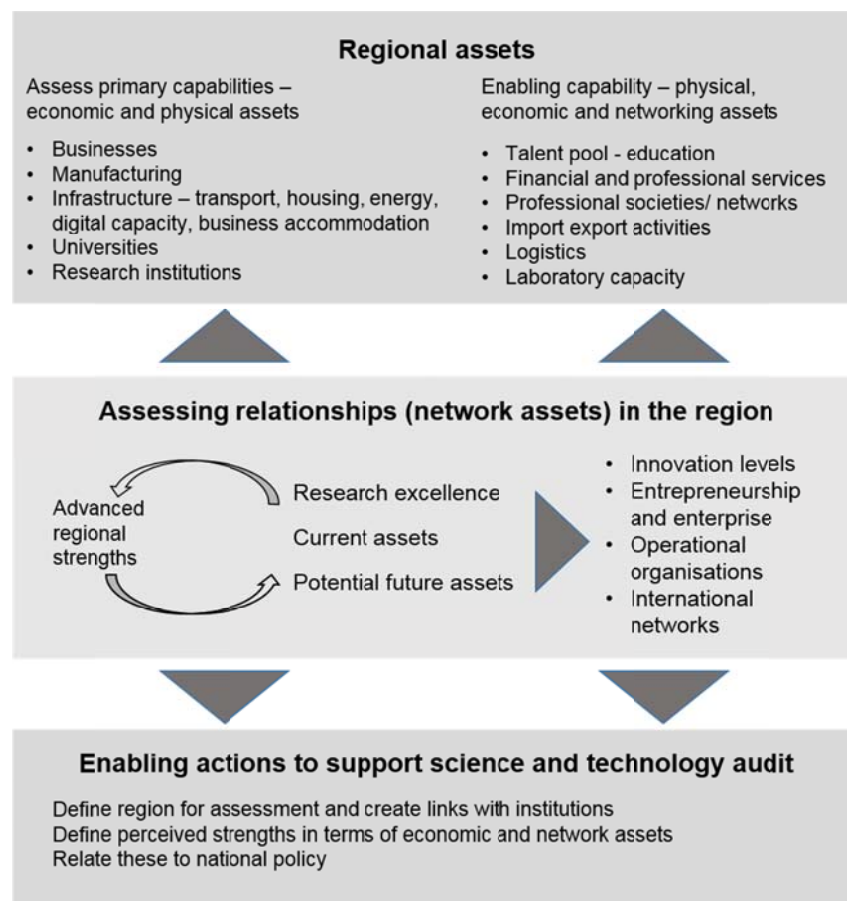 Regional assets
Assess primary capabilities –
economic and physical assets
• Businesses
• Manufacturing
• Infrastructure – transport, housing, energy,
digital capacity, business accommodation
• Universities
• Research institutions
Enabling capability – physical,
economic and networking assets
• Talent pool - education
• Financial and professional services
• Professional societies/ networks
• Import export activities
• Logistics
• Laboratory capacity
Assessing relationships (network assets) in the region
Advanced
regional
strengths
Research excellence
Current assets
Potential future assets
• Innovation levels
• Entrepreneurship
and enterprise
• Operational
organisations
• International
networks
Enabling actions to support science and technology audit
Define region for assessment and create links with institutions
Define perceived strengths in terms of economic and network assets
Relate these to national policy